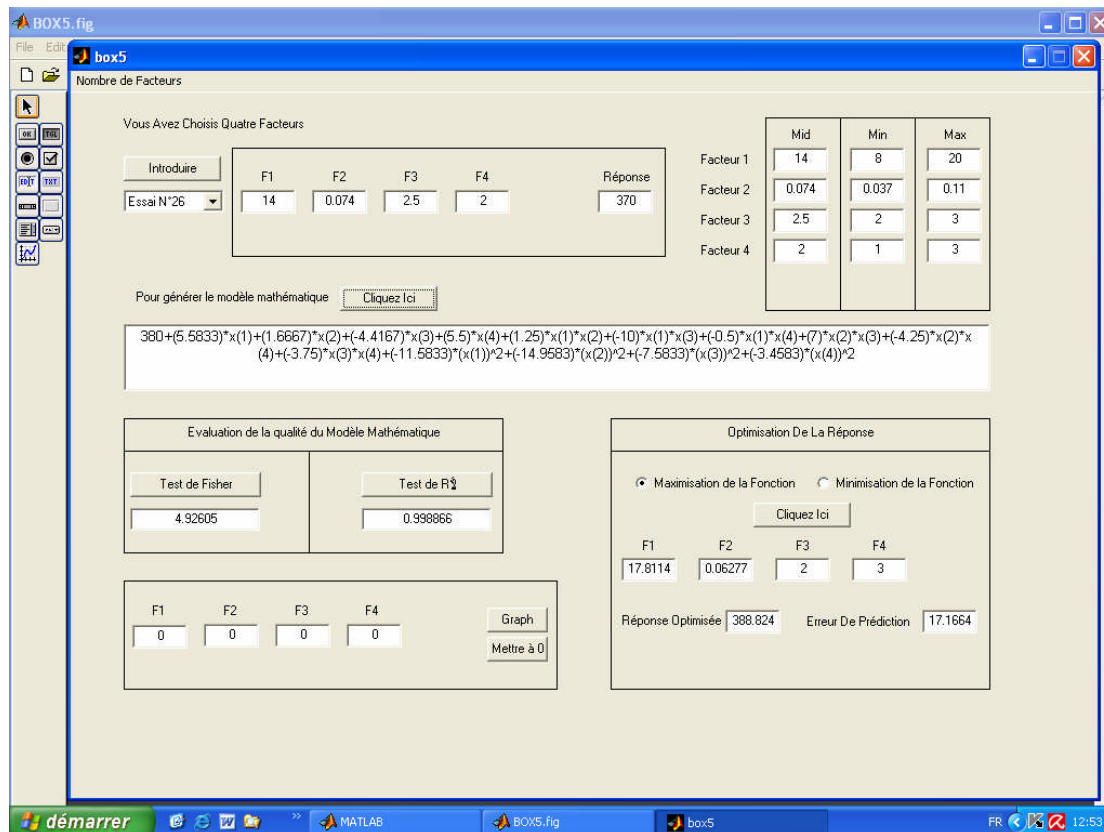 BOX5.fig
File Edit
box5
Nombre de Facteurs
Vous Avez Choisis Quatre Facteurs
Introduire
Essai N°26
F1 F2 F3 F4 Réponse
14 0.074 2.5 2 370
Mid Min Max
Facteur 1 14 8 20
Facteur 2 0.074 0.037 0.11
Facteur 3 2.5 2 3
Facteur 4 2 1 3
Pour générer le modèle mathématique Cliquez Ici
380+(5.5833)*x(1)+(1.6667)*x(2)+(-4.4167)*x(3)+(5.5)*x(4)+(1.25)*x(1)*x(2)+(-10)*x(1)*x(3)+(-0.5)*x(1)*x(4)+(7)*x(2)*x(3)+(-4.25)*x(2)*x
(4)+(-3.75)*x(3)*x(4)+(-11.5833)*(x(1))^2+(-14.9583)*(x(2))^2+(-7.5833)*(x(3))^2+(-3.4583)*(x(4))^2
Evaluation de la qualité du Modèle Mathématique
Test de Fisher Test de R
4.92605 0.998866
F1 F2 F3 F4
0 0 0 0
Graph
Mettre à 0
Optimisation De La Réponse
Maximisation de la Fonction Minimisation de la Fonction
Cliquez Ici
F1 F2 F3 F4
17.8114 0.06277 2 3
Réponse Optimisée 388.824 Erreur De Prédiction 17.1664
démarrer MATLAB BOX5.fig box5 FR 12:53